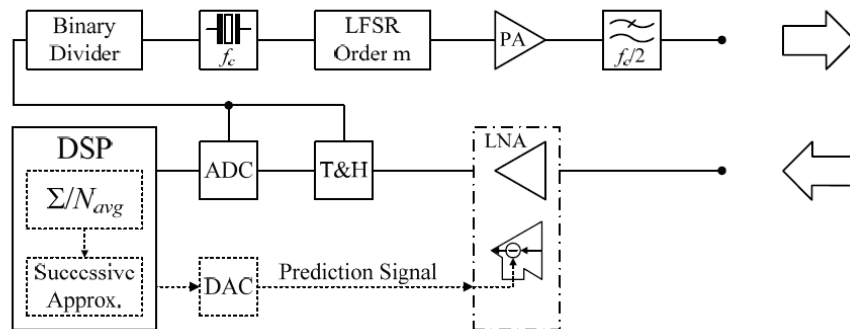 Binary
Divider
f_c
LFSR
Order m
PA
f_c/2
DSP
ADC
T&H
LNA
Σ/N_avg
Successive
Approx.
DAC
Prediction Signal